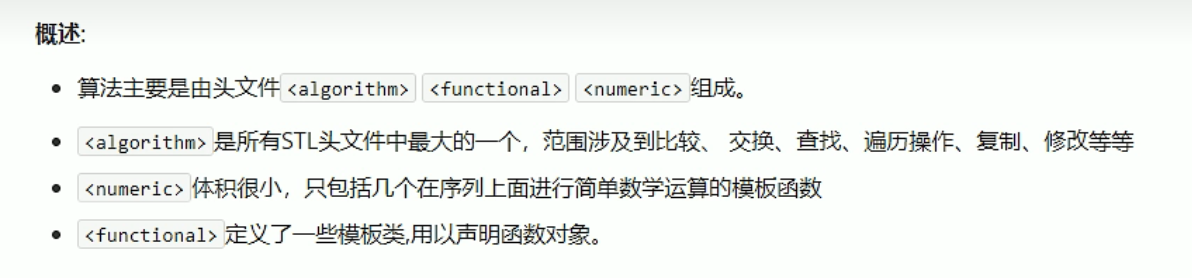 概述:
算法主要是由头文件<algorithm> <functional> <numeric>组成。
<algorithm>是所有STL头文件中最大的一个，范围涉及到比较、 交换、查找、遍历操作、复制、修改等等
<numeric>体积很小，只包括几个在序列上面进行简单数学运算的模板函数
<functional>定义了一些模板类,用以声明函数对象。